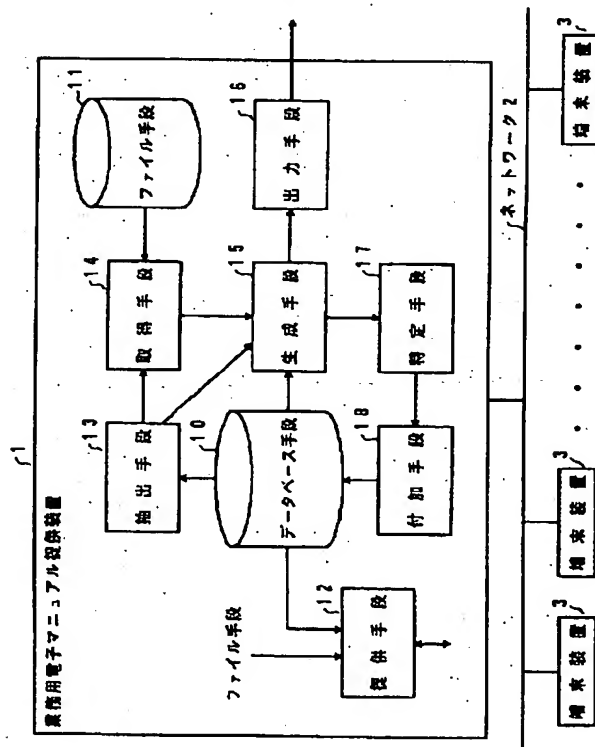 1
業務用電子マニュアル提供装置
11
ファイル手段
14
取得手段
16
出力手段
13
抽出手段
15
生成手段
10
データベース手段
17
特定手段
18
付加手段
ファイル手段
12
提供手段
ネットワーク2
3
端末装置
3
端末装置
3
端末装置